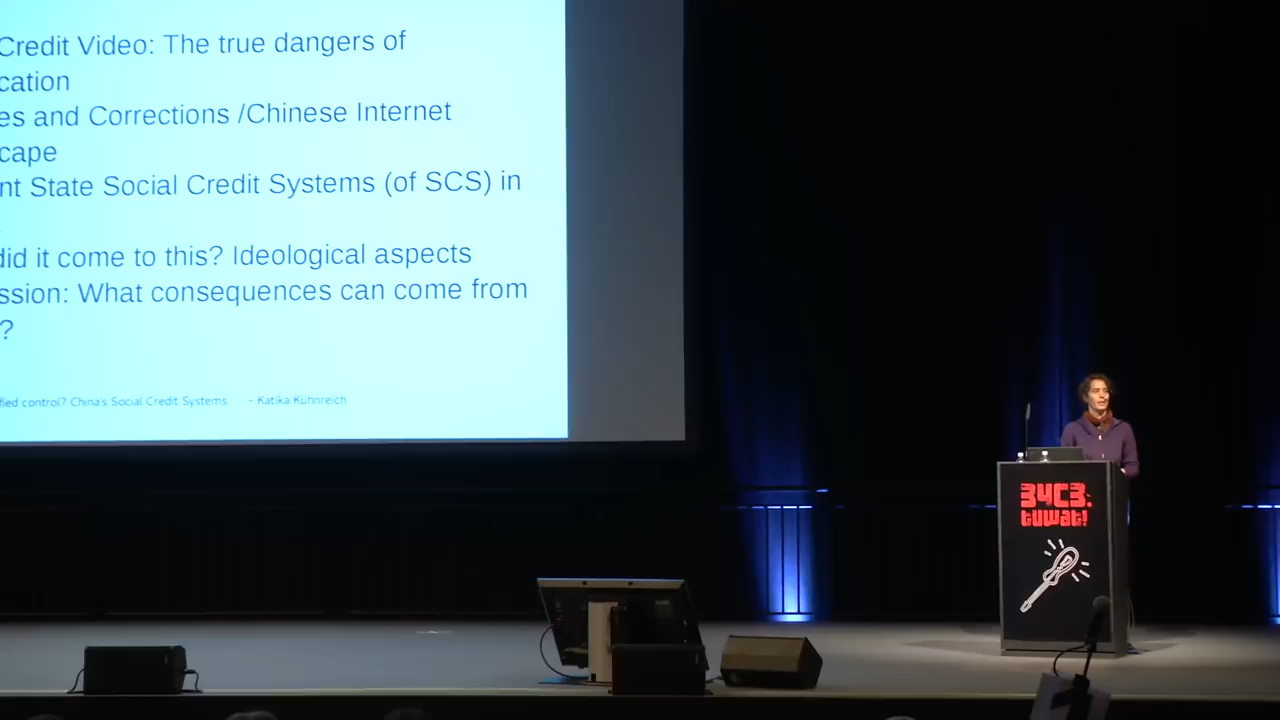 Credit Video: The true dangers of
cation
es and Corrections /Chinese Internet
cape
nt State Social Credit Systems (of SCS) in
did it come to this? Ideological aspects
ssion: What consequences can come from
?
fied control? China's Social Credit Systems – Katika Kühnreich
34C3.
tuwat!